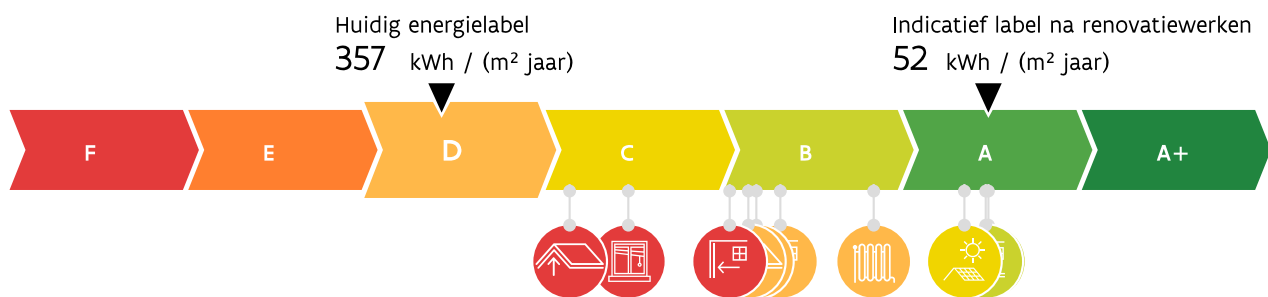 Huidig energielabel
357 kWh / (m² jaar)
Indicatief label na renovatiewerken
52 kWh / (m² jaar)
F E D C B A A+